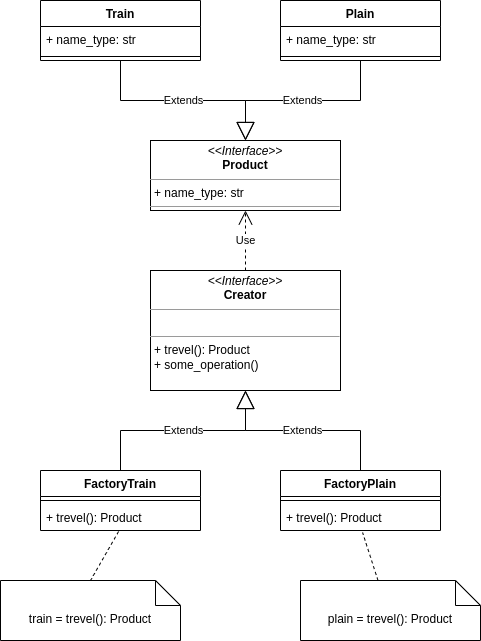 Train
+ name_type: str
Plain
+ name_type: str
Extends
Extends
<<Interface>>
Product
+ name_type: str
Use
<<Interface>>
Creator
+ trevel(): Product
+ some_operation()
Extends
Extends
FactoryTrain
+ trevel(): Product
FactoryPlain
+ trevel(): Product
train = trevel(): Product
plain = trevel(): Product